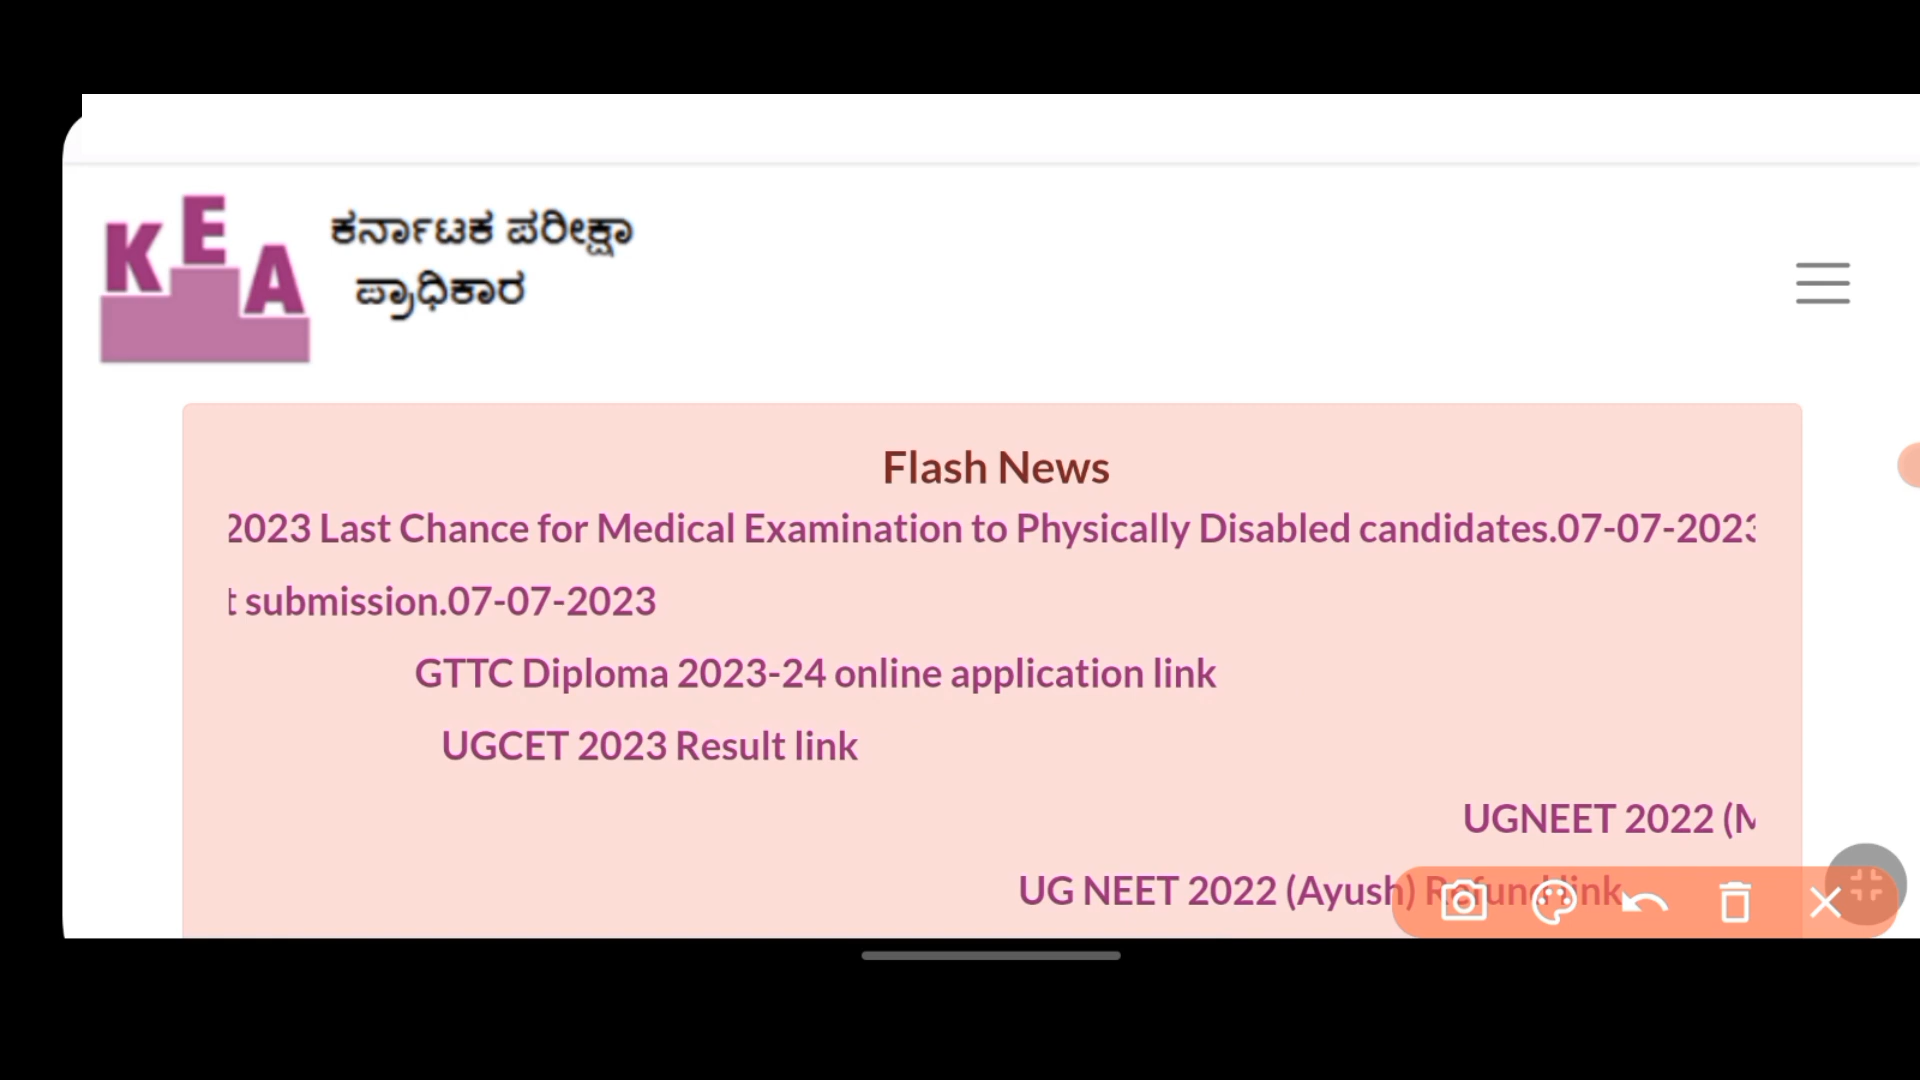 KEA
ಕರ್ನಾಟಕ ಪರೀಕ್ಷಾ
ಪ್ರಾಧಿಕಾರ
Flash News
2023 Last Chance for Medical Examination to Physically Disabled candidates.07-07-2023
t submission.07-07-2023
GTTC Diploma 2023-24 online application link
UGCET 2023 Result link
UGNEET 2022 (M
UG NEET 2022 (Ayush) Refund link